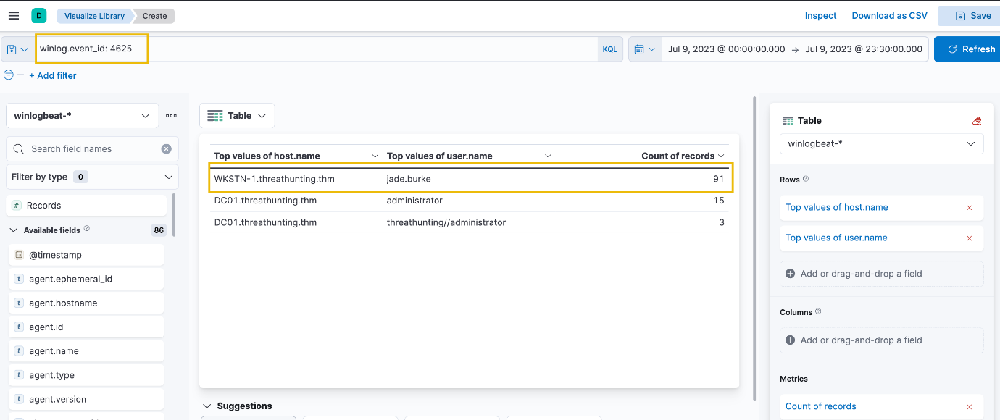 D Visualize Library Create Inspect Download as CSV Save
winlog.event_id: 4625 KQL Jul 9, 2023 @ 00:00:00.000 → Jul 9, 2023 @ 23:30:00.000 Refresh
+ Add filter
winlogbeat-*
Search field names
Filter by type 0
# Records
Available fields 86
@timestamp
t agent.ephemeral_id
t agent.hostname
t agent.id
t agent.name
t agent.type
t agent.version
Table
Top values of host.name Top values of user.name Count of records
WKSTN-1.threathunting.thm jade.burke 91
DC01.threathunting.thm administrator 15
DC01.threathunting.thm threathunting//administrator 3
Suggestions
Table
winlogbeat-*
Rows
Top values of host.name
Top values of user.name
Add or drag-and-drop a field
Columns
Add or drag-and-drop a field
Metrics
Count of records